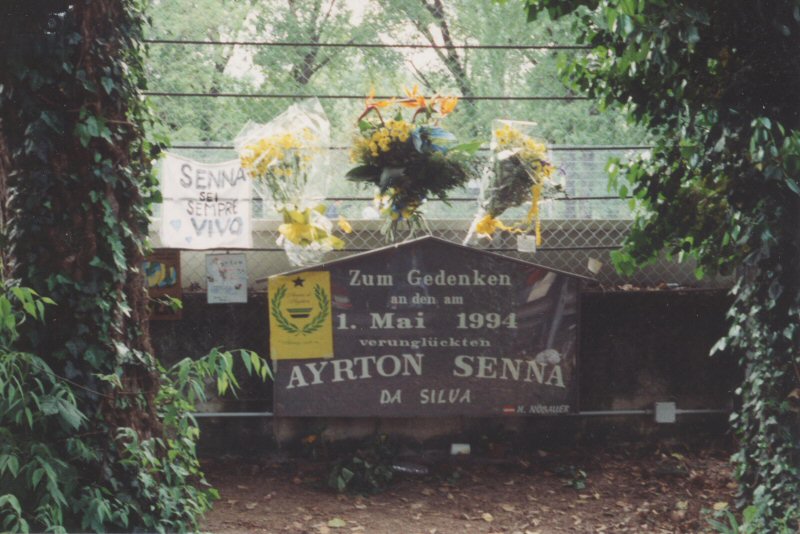 SENNA
SEI
SEMPRE
VIVO
Zum Gedenken
an den am
1. Mai 1994
verunglückten
AYRTON SENNA
DA SILVA